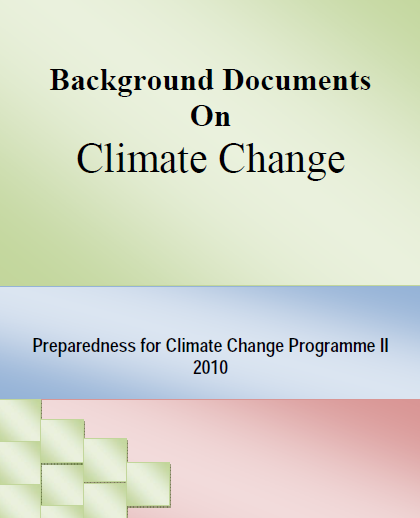 Background Documents
On
Climate Change
Preparedness for Climate Change Programme II
2010